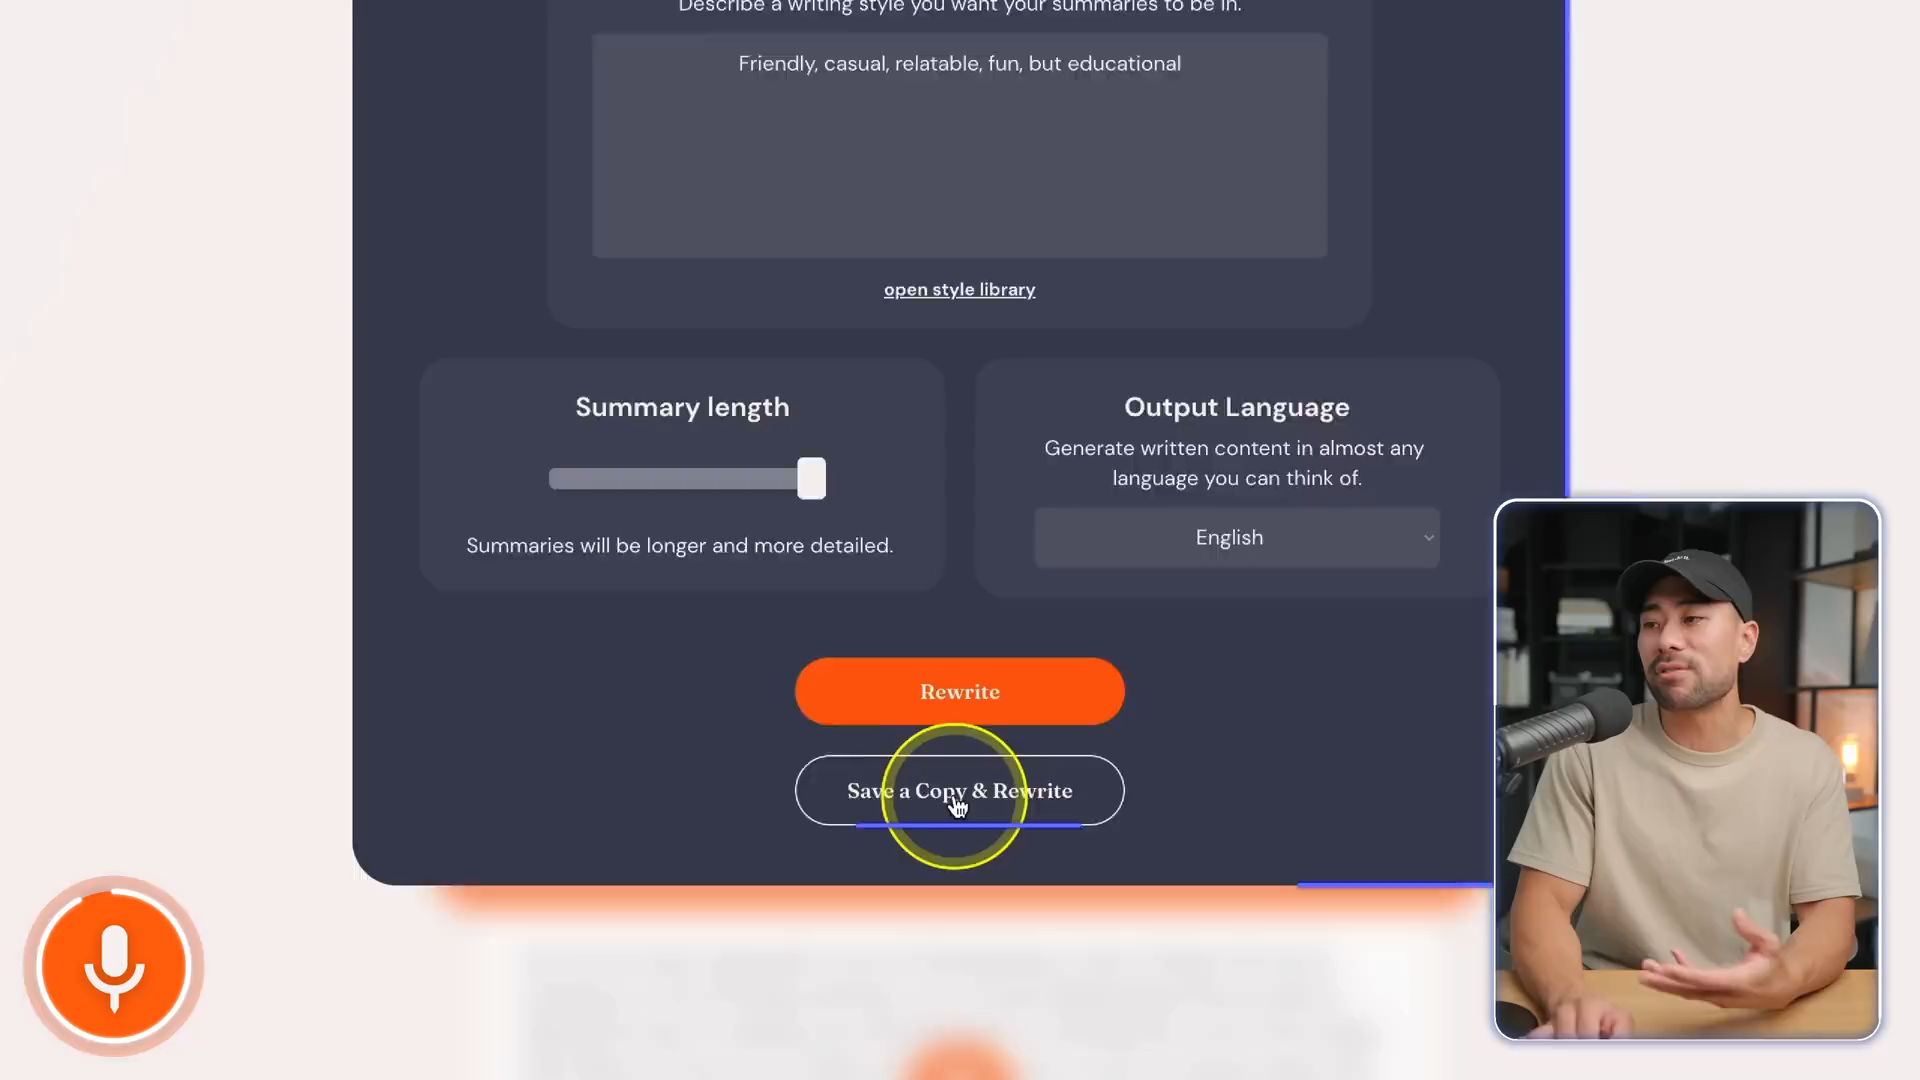 Describe a writing style you want your summaries to be in.
Friendly, casual, relatable, fun, but educational
open style library
Summary length
Summaries will be longer and more detailed.
Output Language
Generate written content in almost any
language you can think of.
English
Rewrite
Save a Copy & Rewrite